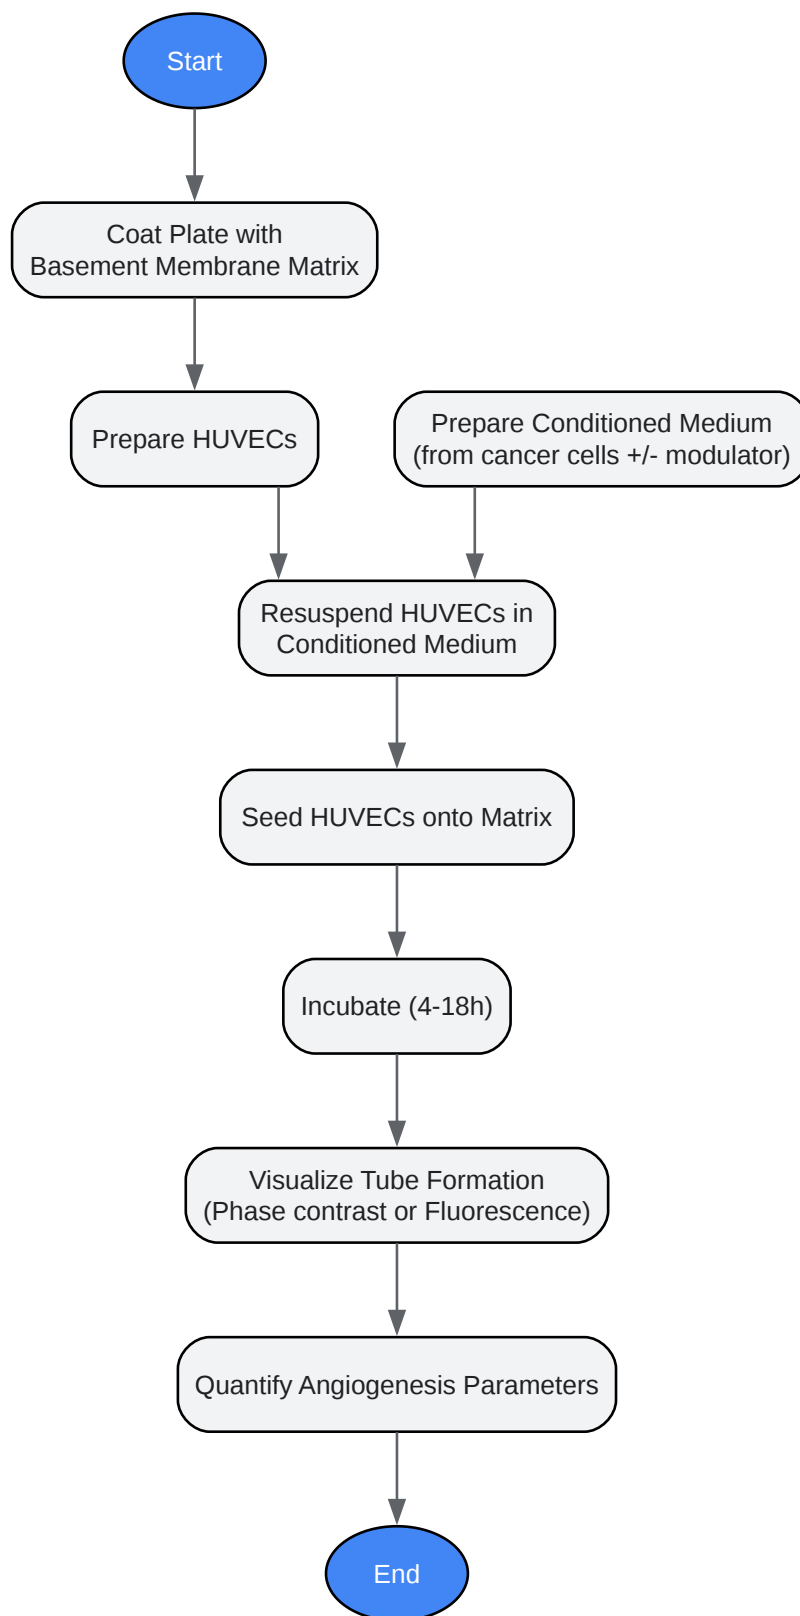 Start
Coat Plate with
Basement Membrane Matrix
Prepare HUVECs
Prepare Conditioned Medium
(from cancer cells +/- modulator)
Resuspend HUVECs in
Conditioned Medium
Seed HUVECs onto Matrix
Incubate (4-18h)
Visualize Tube Formation
(Phase contrast or Fluorescence)
Quantify Angiogenesis Parameters
End